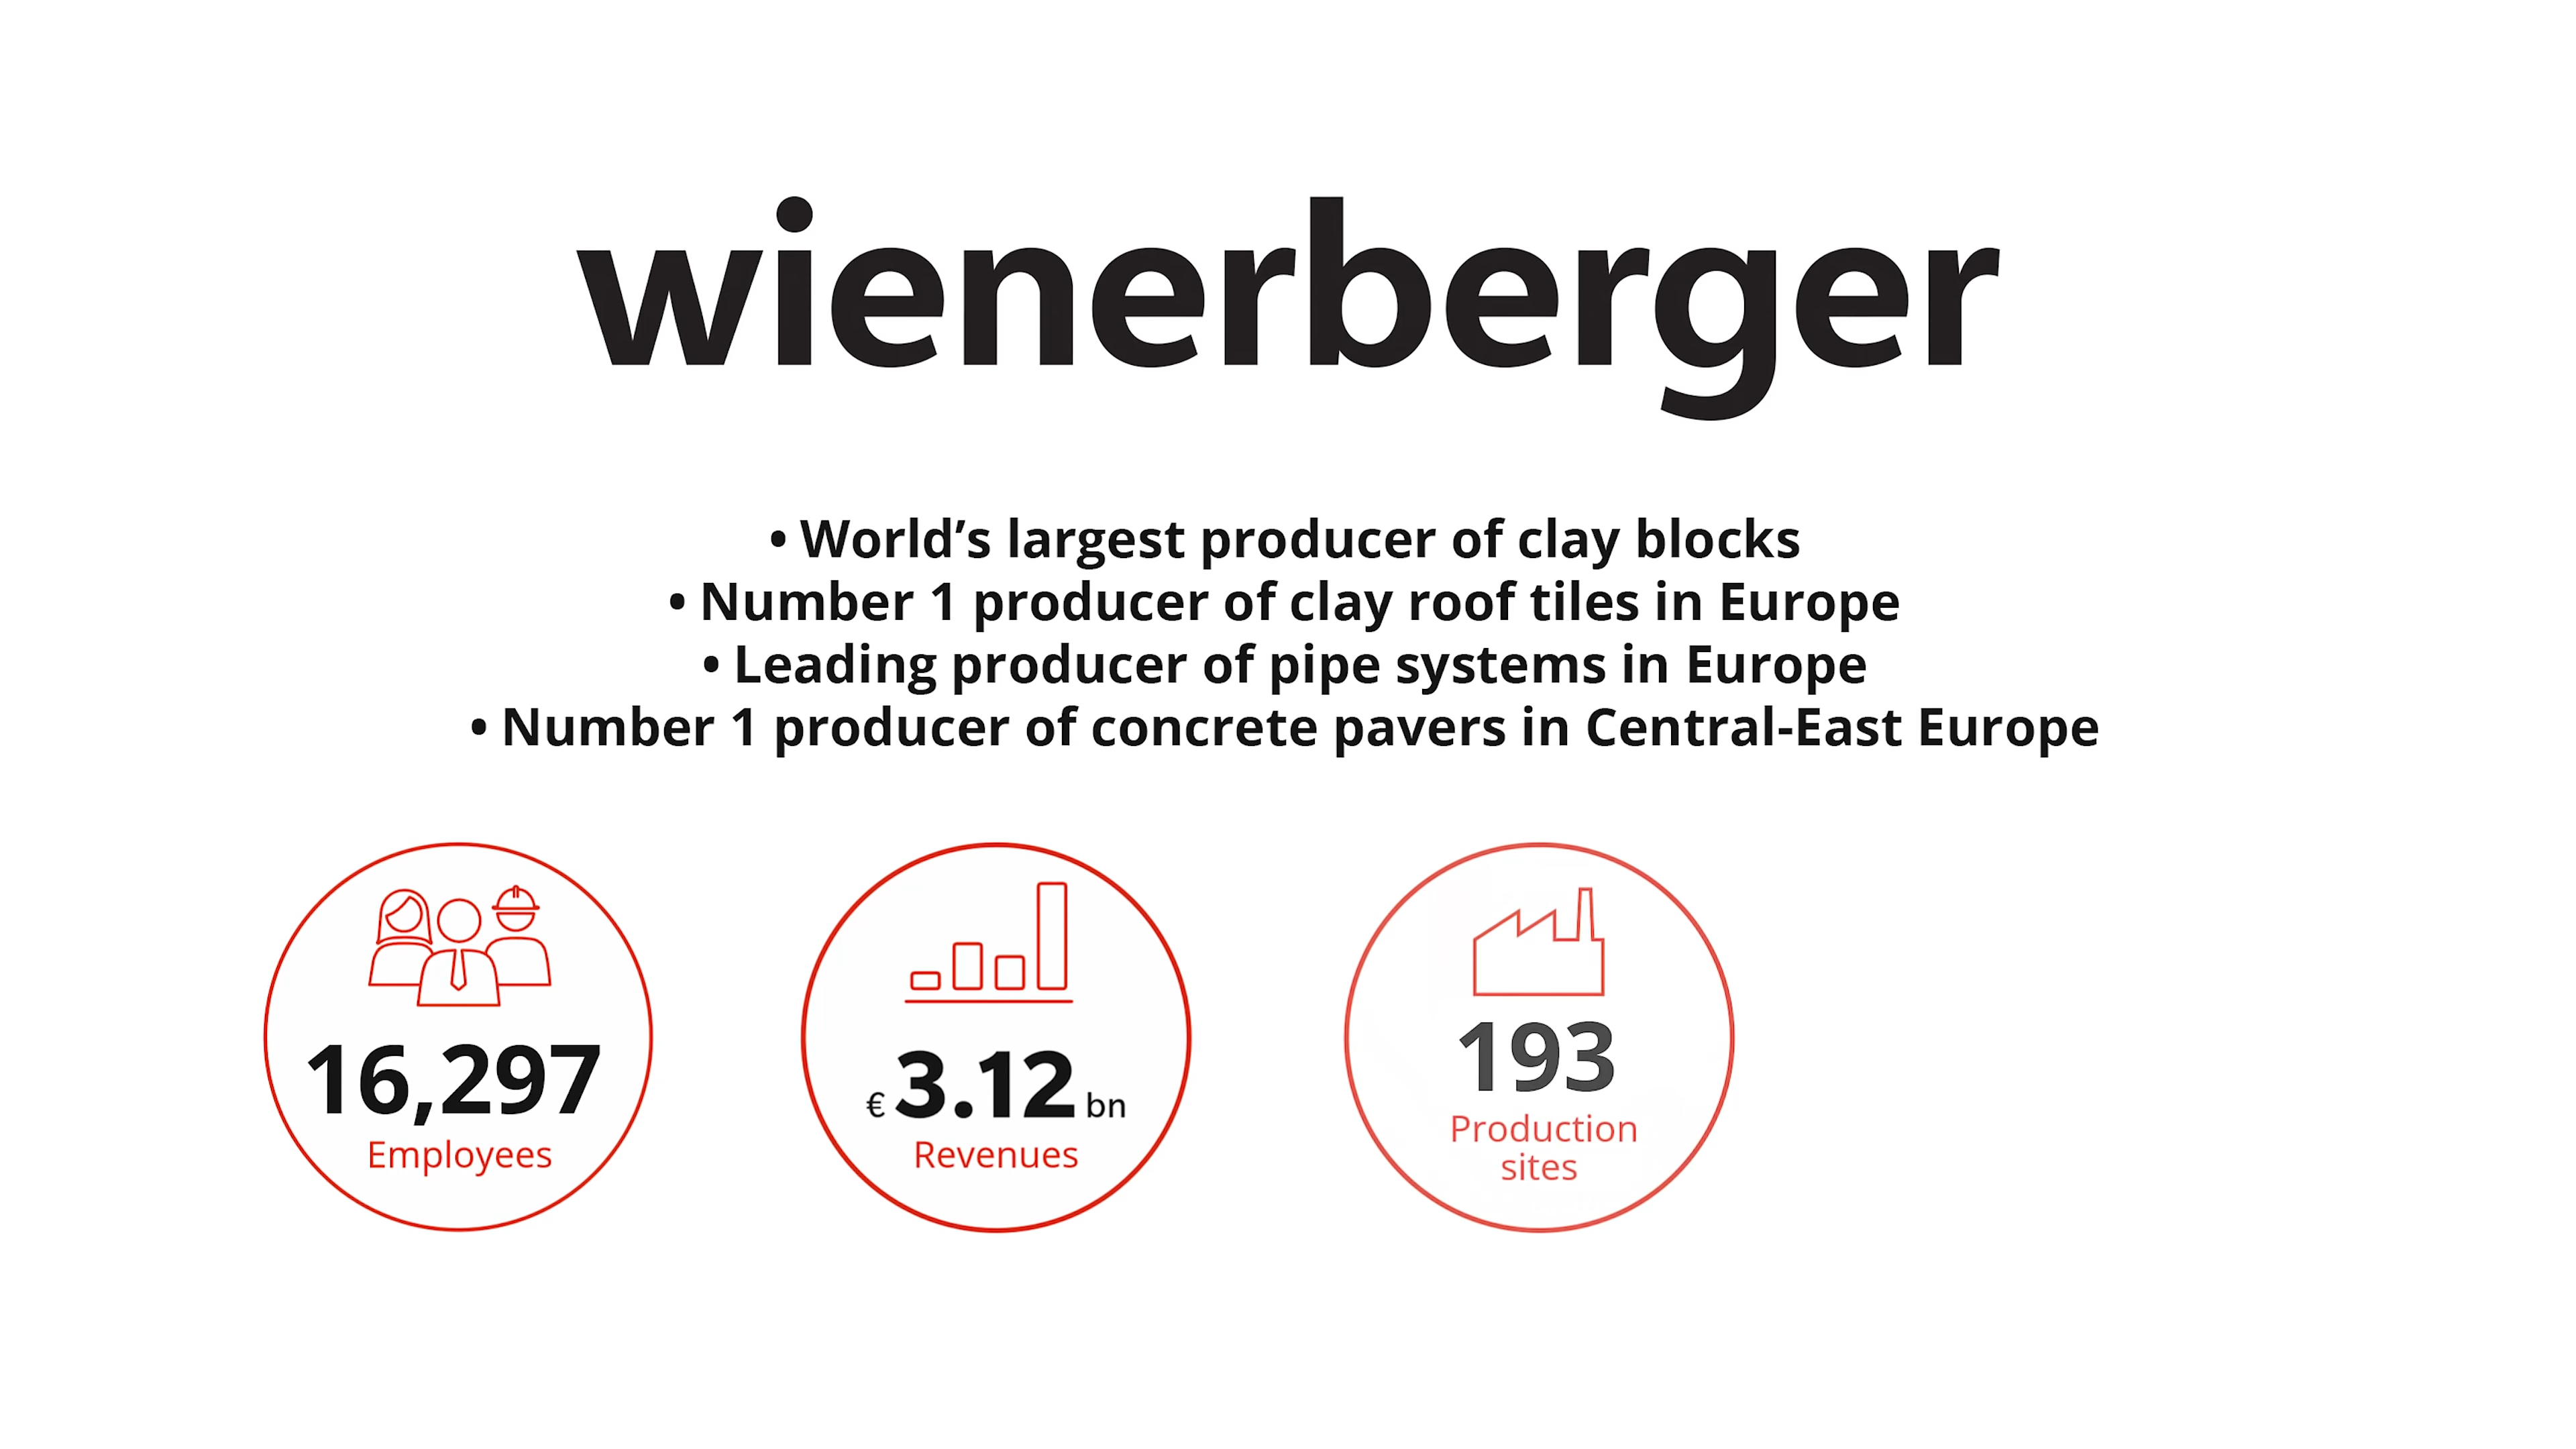 wienerberger
• World’s largest producer of clay blocks
• Number 1 producer of clay roof tiles in Europe
• Leading producer of pipe systems in Europe
• Number 1 producer of concrete pavers in Central-East Europe
16,297
Employees
€ 3.12 bn
Revenues
193
Production
sites